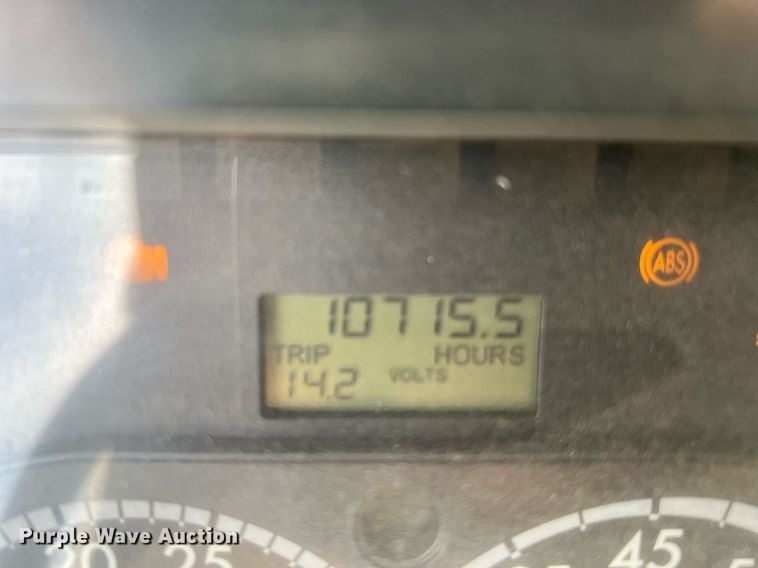 ABS
10715.5
TRIP HOURS
14.2 VOLTS
20 25 45
Purple Wave Auction